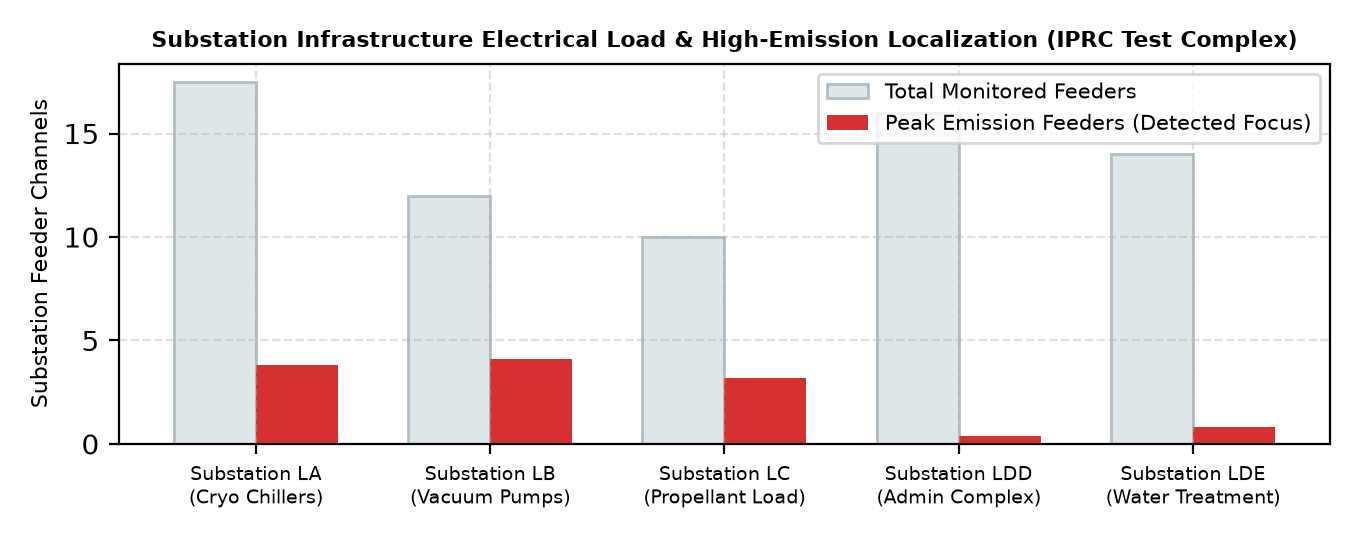 Substation Infrastructure Electrical Load & High-Emission Localization (IPRC Test Complex)
Total Monitored Feeders
Peak Emission Feeders (Detected Focus)
Substation Feeder Channels
15
10
5
0
Substation LA
(Cryo Chillers)
Substation LB
(Vacuum Pumps)
Substation LC
(Propellant Load)
Substation LDD
(Admin Complex)
Substation LDE
(Water Treatment)